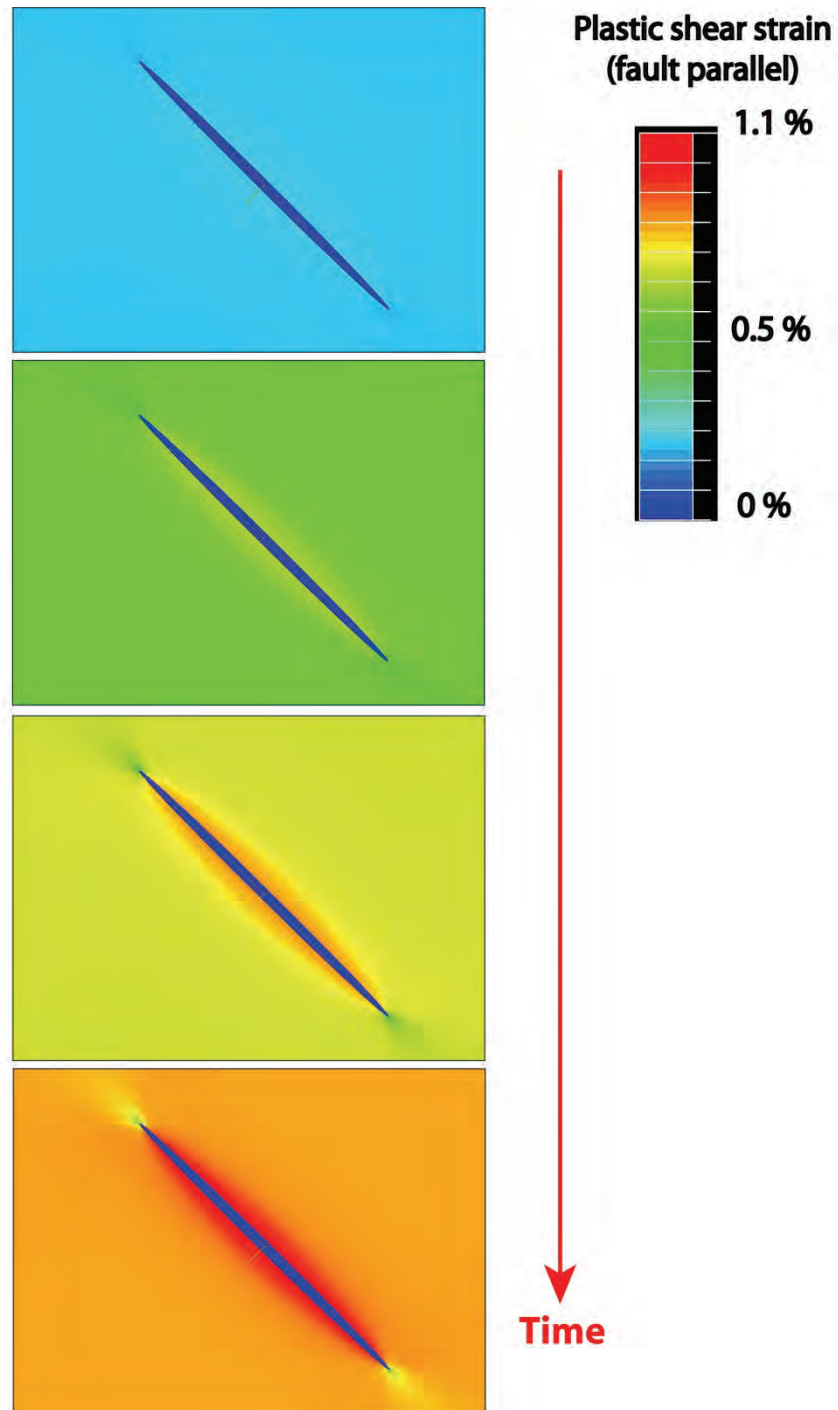 Plastic shear strain
(fault parallel)
1.1 %
0.5 %
0 %
Time